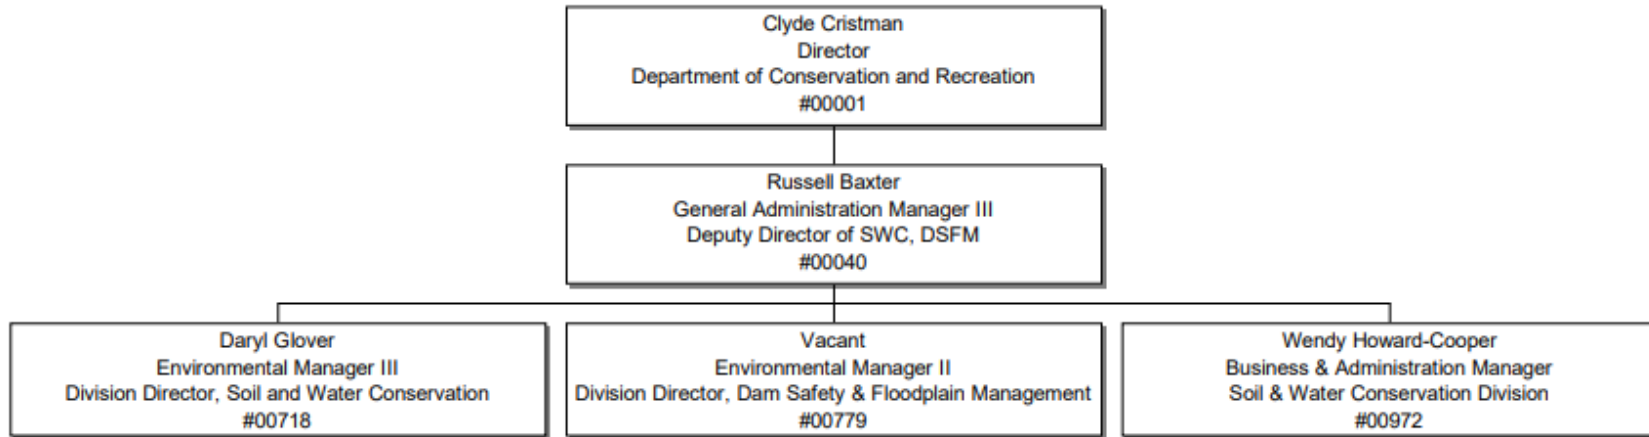 Clyde Cristman
Director
Department of Conservation and Recreation
#00001
Russell Baxter
General Administration Manager III
Deputy Director of SWC, DSFM
#00040
Daryl Glover
Environmental Manager III
Division Director, Soil and Water Conservation
#00718
Vacant
Environmental Manager II
Division Director, Dam Safety & Floodplain Management
#00779
Wendy Howard-Cooper
Business & Administration Manager
Soil & Water Conservation Division
#00972